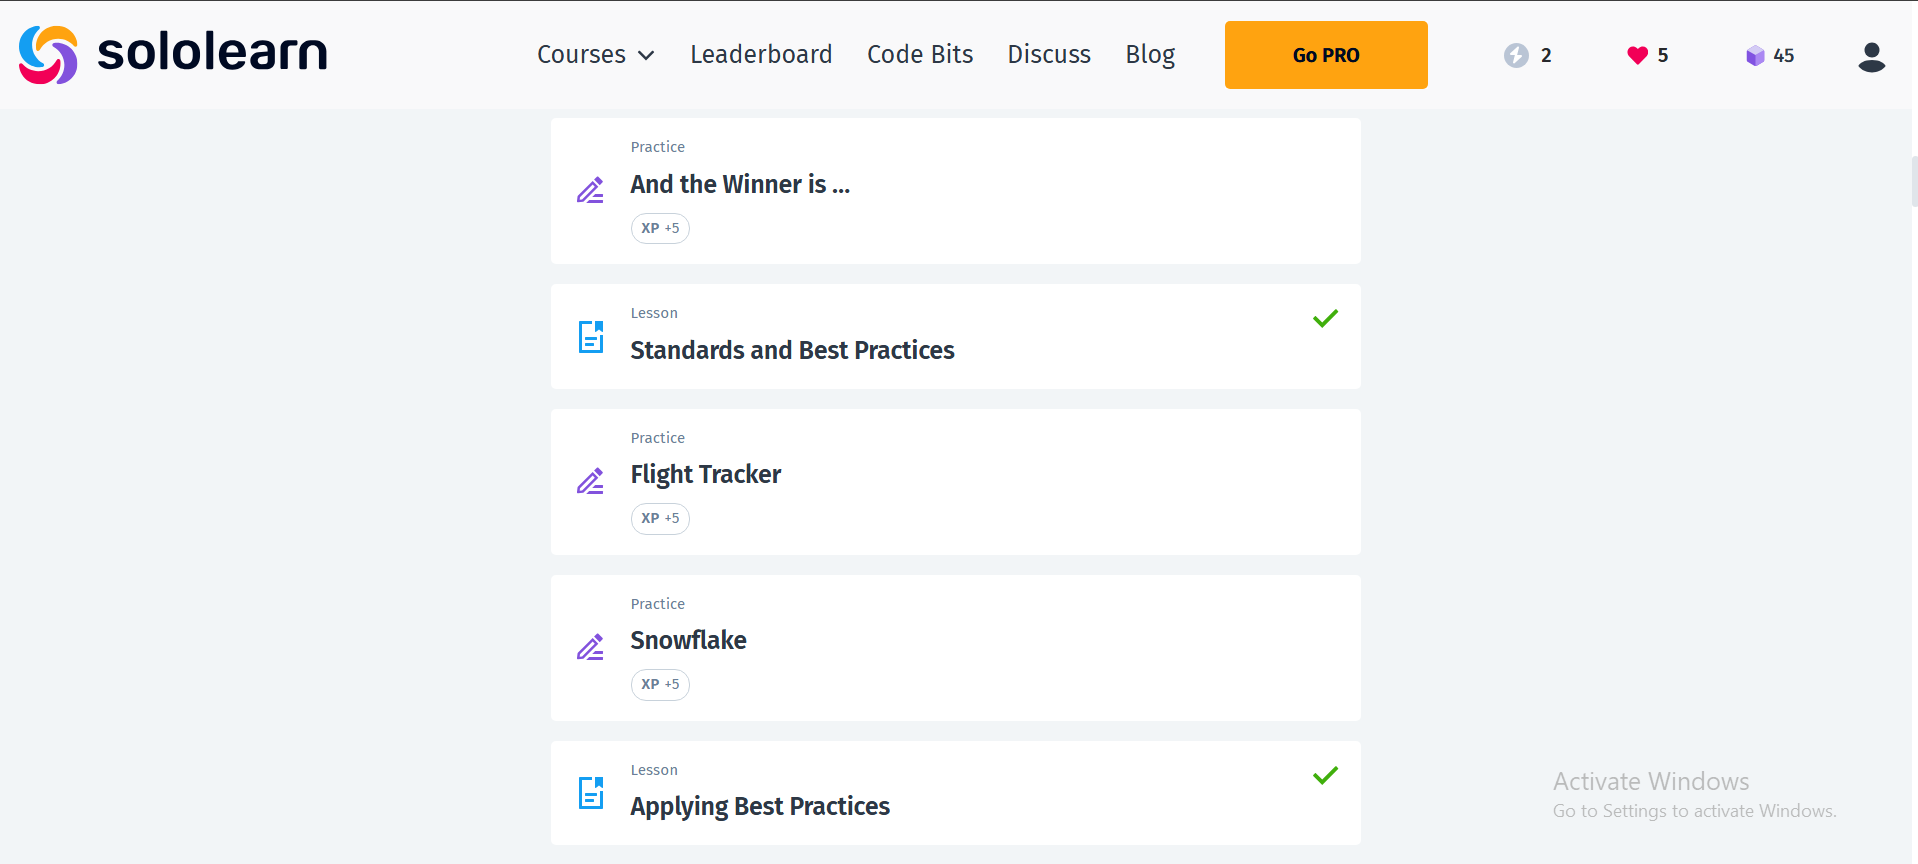 sololearn
Courses Leaderboard Code Bits Discuss Blog Go PRO 2 5 45
Practice
And the Winner is ...
XP +5
Lesson
Standards and Best Practices
Practice
Flight Tracker
XP +5
Practice
Snowflake
XP +5
Lesson
Applying Best Practices
Activate Windows
Go to Settings to activate Windows.